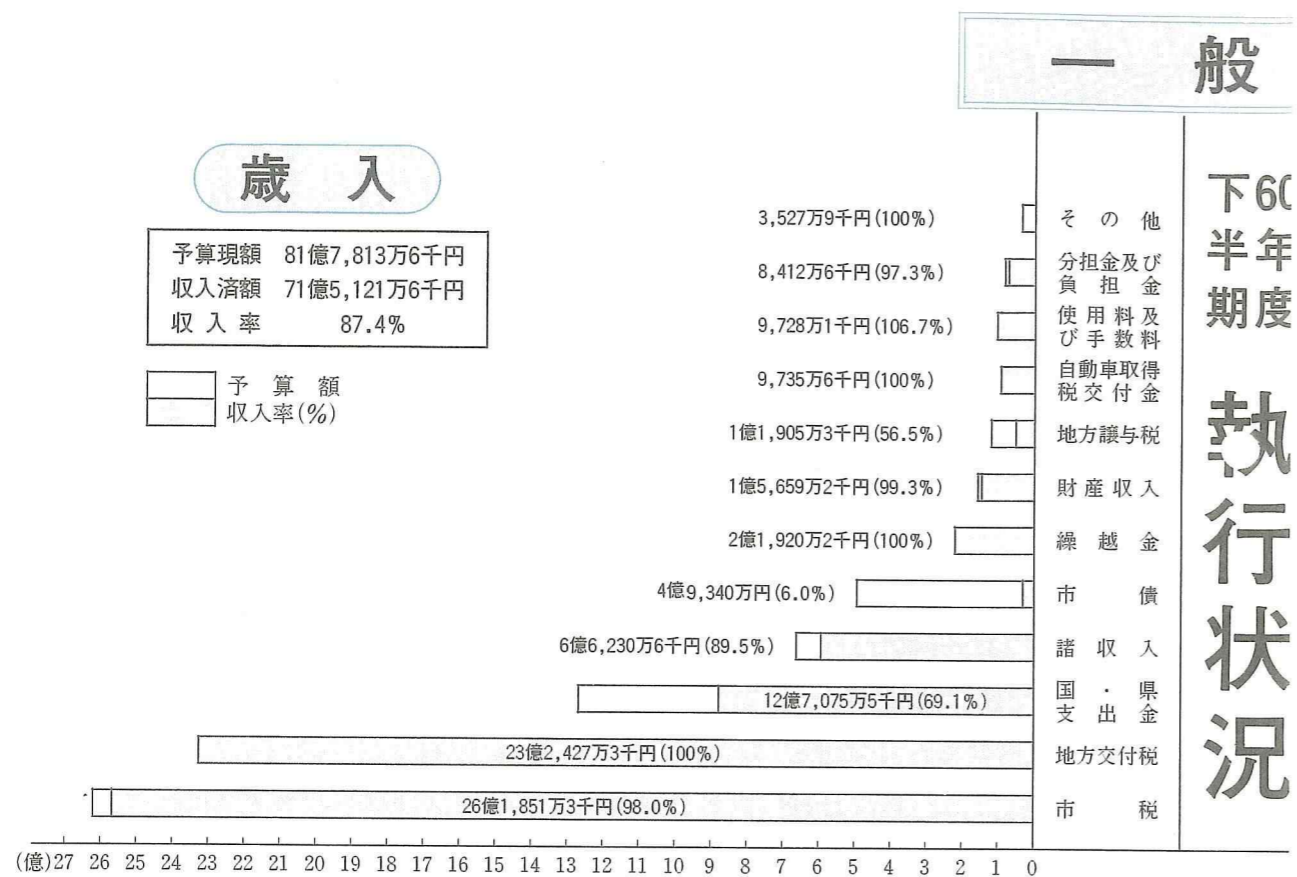 一般
60年度
下半期
執行状況
歳入
予算現額 81億7,813万6千円
収入済額 71億5,121万6千円
収入率 87.4%
予算額
収入率(%)
3,527万9千円(100%) その他
8,412万6千円(97.3%) 分担金及び
負担金
9,728万1千円(106.7%) 使用料及
び手数料
9,735万6千円(100%) 自動車取得
税交付金
1億1,905万3千円(56.5%) 地方譲与税
1億5,659万2千円(99.3%) 財産収入
2億1,920万2千円(100%) 繰越金
4億9,340万円(6.0%) 市債
6億6,230万6千円(89.5%) 諸収入
12億7,075万5千円(69.1%) 国・県
支出金
23億2,427万3千円(100%) 地方交付税
26億1,851万3千円(98.0%) 市税
(億)27 26 25 24 23 22 21 20 19 18 17 16 15 14 13 12 11 10 9 8 7 6 5 4 3 2 1 0